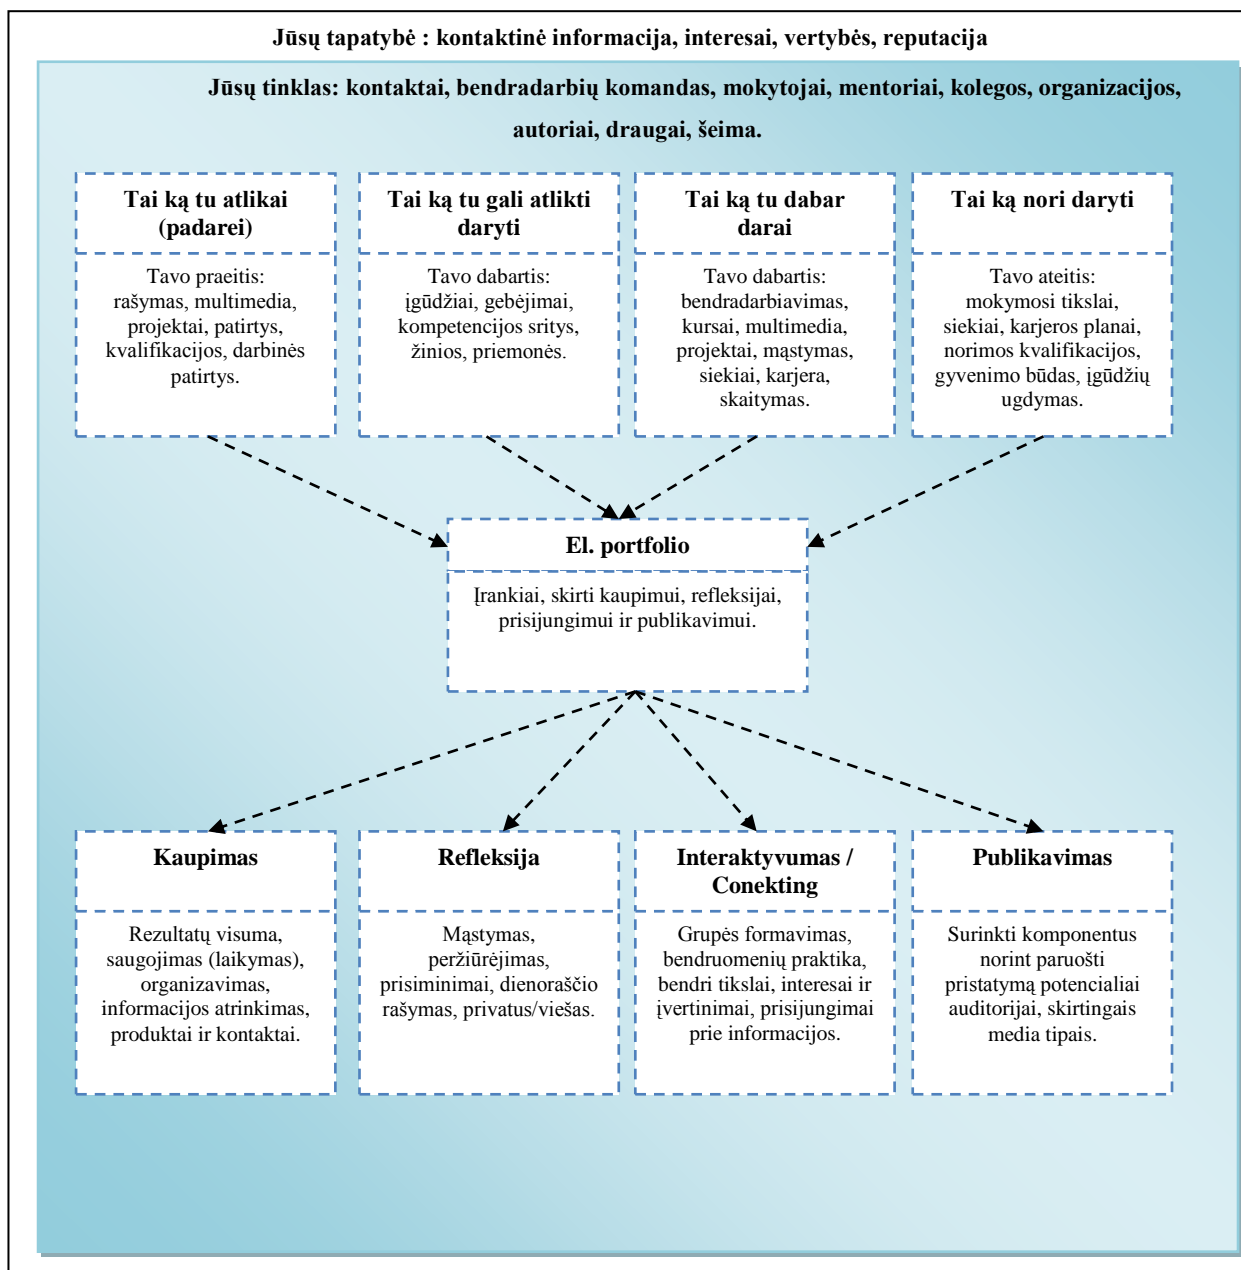 Jūsų tapatybė : kontaktinė informacija, interesai, vertybės, reputacija
Jūsų tinklas: kontaktai, bendradarbių komandas, mokytojai, mentoriai, kolegos, organizacijos,
autoriai, draugai, šeima.
Tai ką tu atlikai
(padarei)
Tavo praeitis:
rašymas, multimedia,
projektai, patirtys,
kvalifikacijos, darbinės
patirtys.
Tai ką tu gali atlikti
daryti
Tavo dabartis:
įgūdžiai, gebėjimai,
kompetencijos sritys,
žinios, priemonės.
Tai ką tu dabar
darai
Tavo dabartis:
bendradarbiavimas,
kursai, multimedia,
projektai, mąstymas,
siekiai, karjera,
skaitymas.
Tai ką nori daryti
Tavo ateitis:
mokymosi tikslai,
siekiai, karjeros planai,
norimos kvalifikacijos,
gyvenimo būdas, įgūdžių
ugdymas.
El. portfolio
Įrankiai, skirti kaupimui, refleksijai,
prisijungimui ir publikavimui.
Kaupimas
Rezultatų visuma,
saugojimas (laikymas),
organizavimas,
informacijos atrinkimas,
produktai ir kontaktai.
Refleksija
Mąstymas,
peržiūrėjimas,
prisiminimai, dienoraščio
rašymas, privatus/viešas.
Interaktyvumas /
Conekting
Grupės formavimas,
bendruomenių praktika,
bendri tikslai, interesai ir
įvertinimai, prisijungimai
prie informacijos.
Publikavimas
Surinkti komponentus
norint paruošti
pristatymą potencialiai
auditorijai, skirtingais
media tipais.